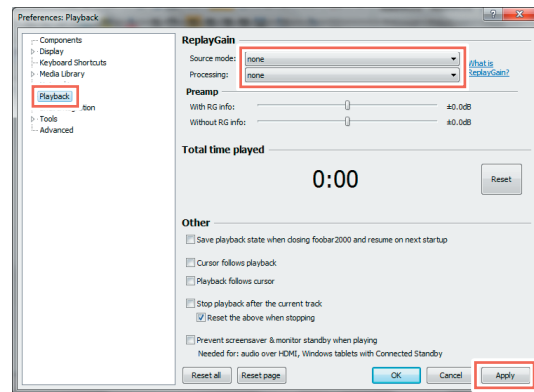 Preferences: Playback
Components
Display
Keyboard Shortcuts
Media Library
Playback
Tools
Advanced
ReplayGain
Source mode: none
Processing: none
What is
ReplayGain?
Preamp
With RG info: ±0.0dB
Without RG info: ±0.0dB
Total time played
0:00
Reset
Other
Save playback state when closing foobar2000 and resume on next startup
Cursor follows playback
Playback follows cursor
Stop playback after the current track
Reset the above when stopping
Prevent screensaver & monitor standby when playing
Needed for: audio over HDMI, Windows tablets with Connected Standby
Reset all Reset page OK Cancel Apply